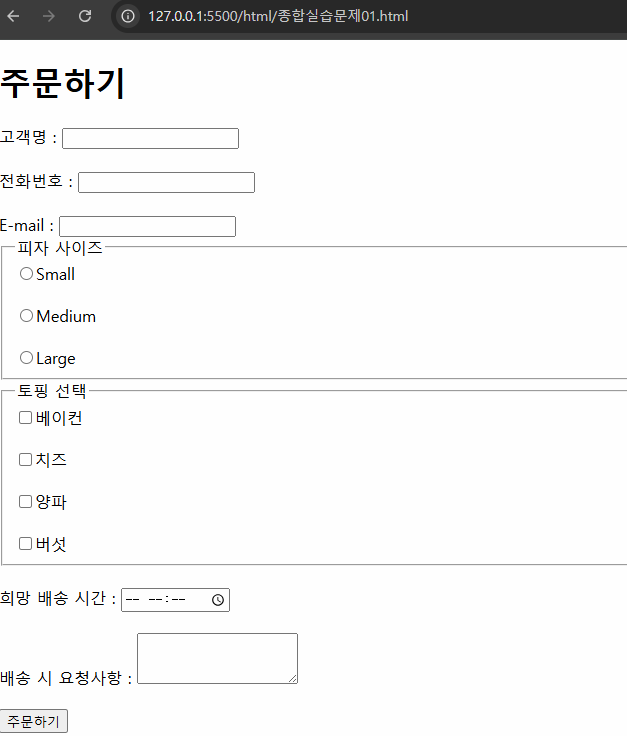 127.0.0.1:5500/html/종합실습문제01.html
주문하기
고객명 :
전화번호 :
E-mail :
피자 사이즈
Small
Medium
Large
토핑 선택
베이컨
치즈
양파
버섯
희망 배송 시간 : -- --:--
배송 시 요청사항 :
주문하기